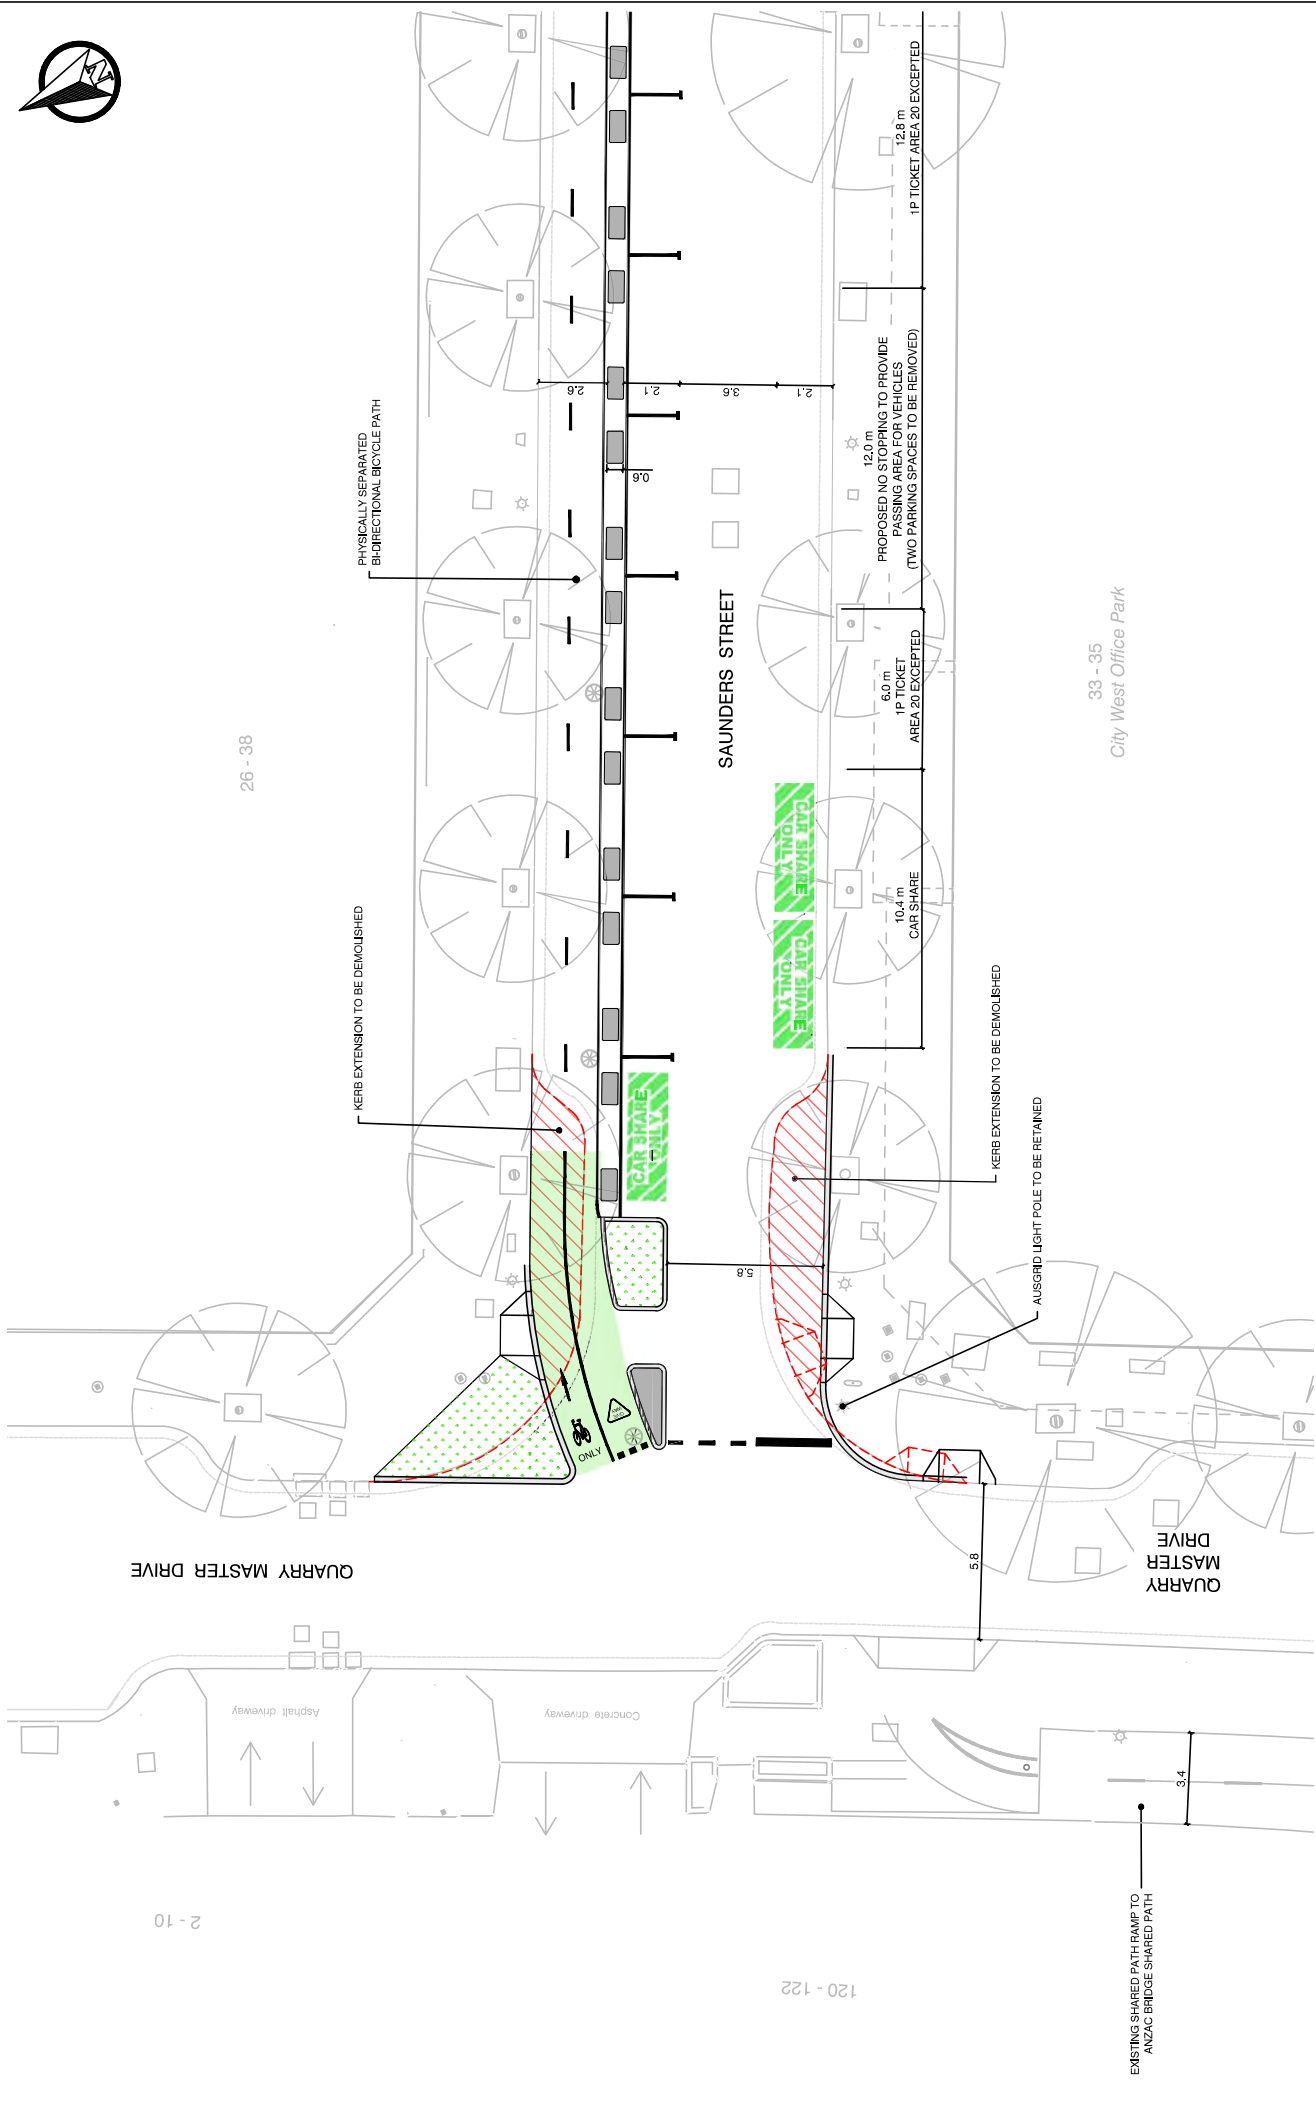 N
12.8 m
1P TICKET AREA 20 EXCEPTED
12.0 m
PROPOSED NO STOPPING TO PROVIDE
PASSING AREA FOR VEHICLES
(TWO PARKING SPACES TO BE REMOVED)
2.6
2.1
3.6
2.1
0.6
PHYSICALLY SEPARATED
BI-DIRECTIONAL BICYCLE PATH
SAUNDERS STREET
6.0 m
1P TICKET
AREA 20 EXCEPTED
33 - 35
City West Office Park
26 - 38
CAR SHARE
ONLY
10.4 m
CAR SHARE
CAR SHARE
ONLY
KERB EXTENSION TO BE DEMOLISHED
KERB EXTENSION TO BE DEMOLISHED
CAR SHARE
ONLY
AUSGRID LIGHT POLE TO BE RETAINED
5.8
ONLY
QUARRY MASTER DRIVE
5.8
QUARRY
MASTER
DRIVE
Asphalt driveway
Concrete driveway
3.4
2 - 10
120 - 122
EXISTING SHARED PATH RAMP TO
ANZAC BRIDGE SHARED PATH